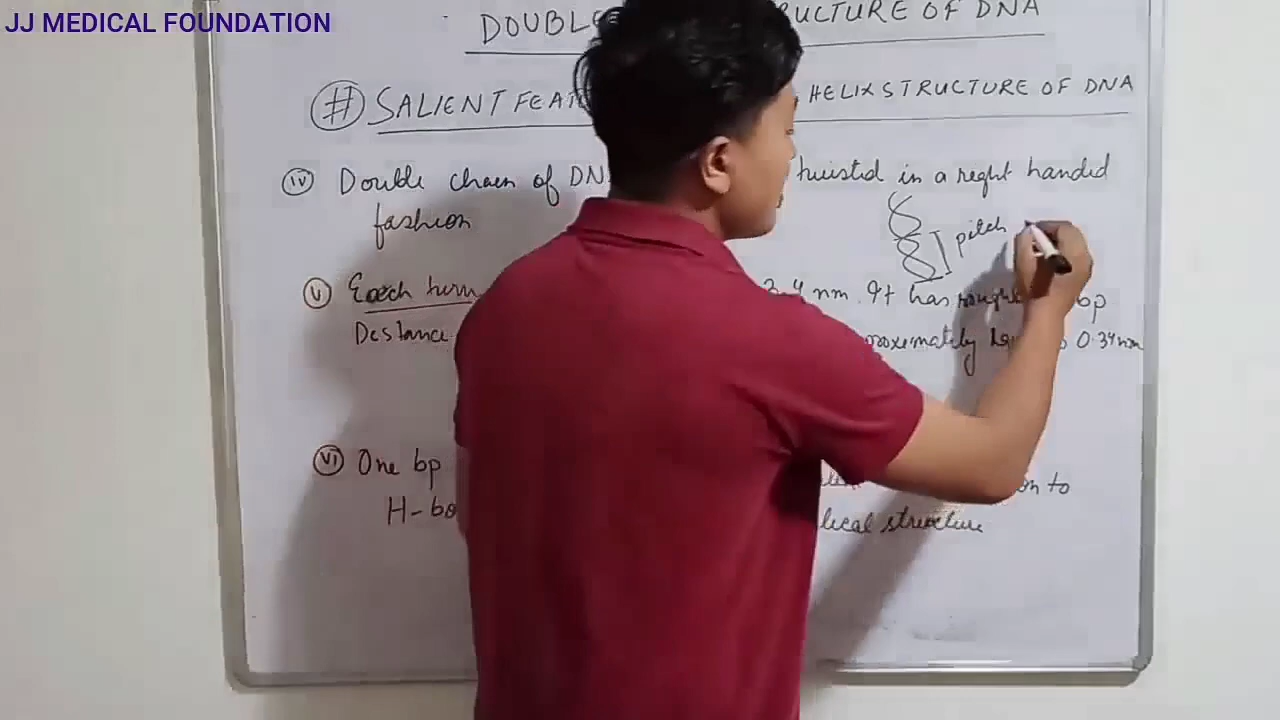 JJ MEDICAL FOUNDATION
DOUBLE STRUCTURE OF DNA
# SALIENT FEAT HELIX STRUCTURE OF DNA
iv Double chain of DN twisted in a right handed
fashion
pitch
v Each turn 3.4 nm. It has rough bp
Distance proximately 0.34nm
vi One bp to
H-bo lical structure